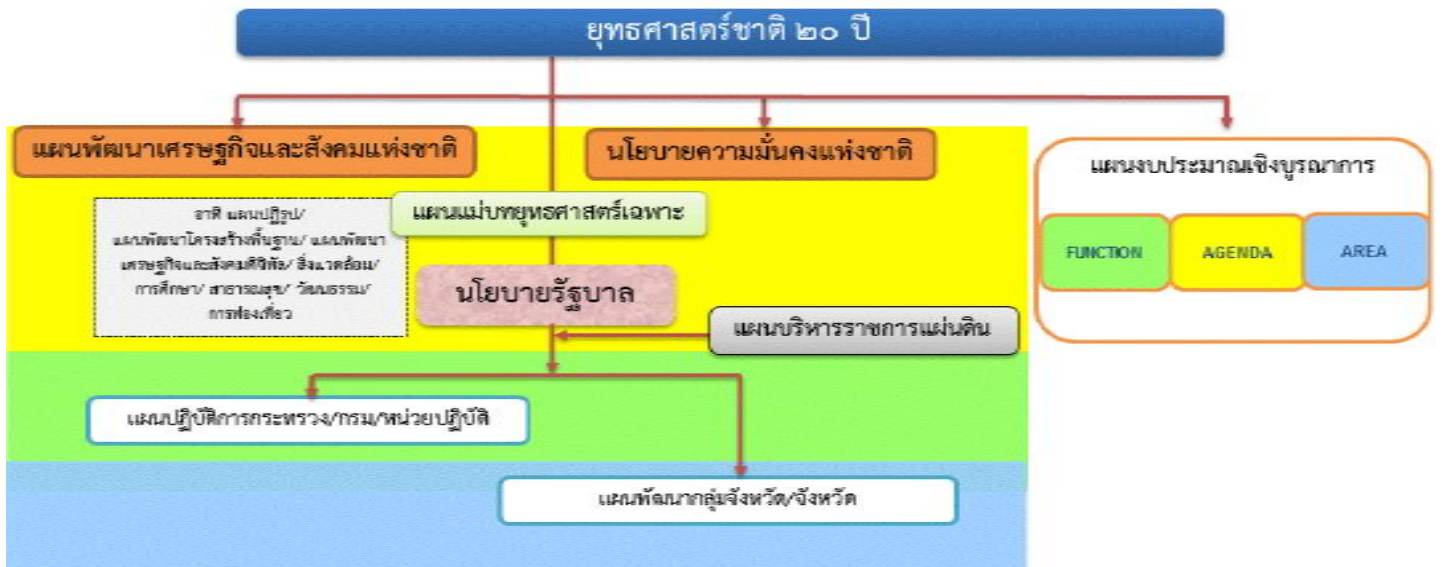 ยุทธศาสตร์ชาติ ๒๐ ปี
แผนพัฒนาเศรษฐกิจและสังคมแห่งชาติ
นโยบายความมั่นคงแห่งชาติ
แผนงบประมาณเชิงบูรณาการ
FUNCTION
AGENDA
AREA
แผนแม่บทยุทธศาสตร์เฉพาะ
อาทิ แผนปฏิรูป/
แผนพัฒนาโครงสร้างพื้นฐาน/ แผนพัฒนา
เศรษฐกิจและสังคมดิจิทัล/ สิ่งแวดล้อม/
การศึกษา/ สาธารณสุข/ วัฒนธรรม/
การท่องเที่ยว
นโยบายรัฐบาล
แผนบริหารราชการแผ่นดิน
แผนปฏิบัติการกระทรวง/กรม/หน่วยปฏิบัติ
แผนพัฒนากลุ่มจังหวัด/จังหวัด